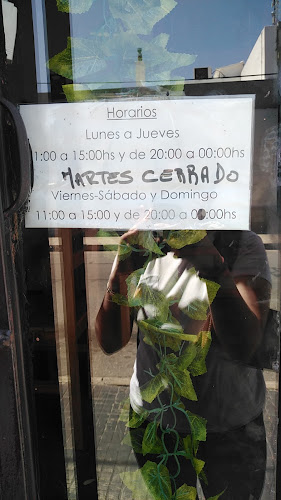 Horarios
Lunes a Jueves
1:00 a 15:00hs y de 20:00 a 00:00hs
MARTES CERRADO
Viernes-Sábado y Domingo
11:00 a 15:00 y de 20:00 a 00:00hs